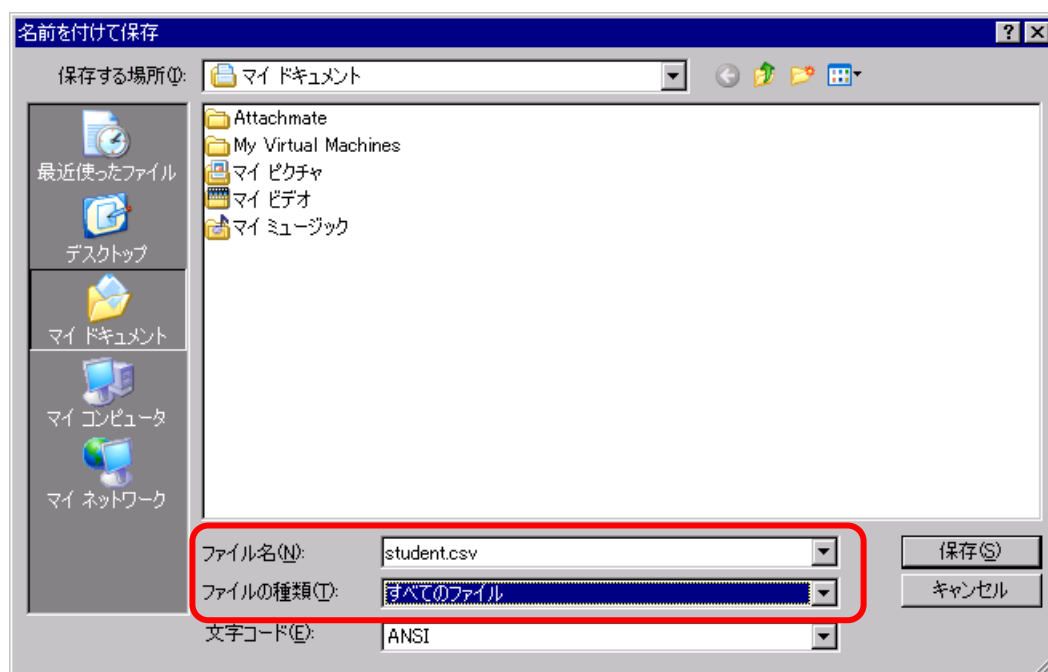 名前を付けて保存
保存する場所(I):
マイ ドキュメント
最近使ったファイル
デスクトップ
マイ ドキュメント
マイ コンピュータ
マイ ネットワーク
Attachmate
My Virtual Machines
マイ ピクチャ
マイ ビデオ
マイ ミュージック
ファイル名(N): student.csv 保存(S)
ファイルの種類(T): すべてのファイル キャンセル
文字コード(E): ANSI